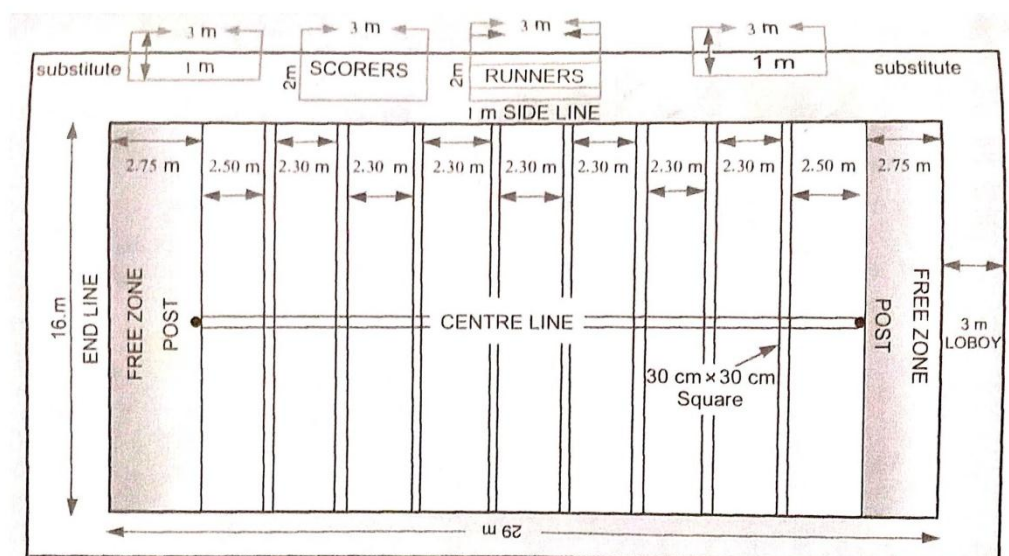 3 m 3 m 3 m 3 m
substitute 1 m 2m SCORERS 2m RUNNERS 1 m substitute
1 m SIDE LINE
2.75 m 2.50 m 2.30 m 2.30 m 2.30 m 2.30 m 2.30 m 2.30 m 2.30 m 2.50 m 2.75 m
16.m
END LINE
FREE ZONE
POST
CENTRE LINE
30 cm × 30 cm
Square
POST
FREE ZONE
3 m
LOBOY
29 m